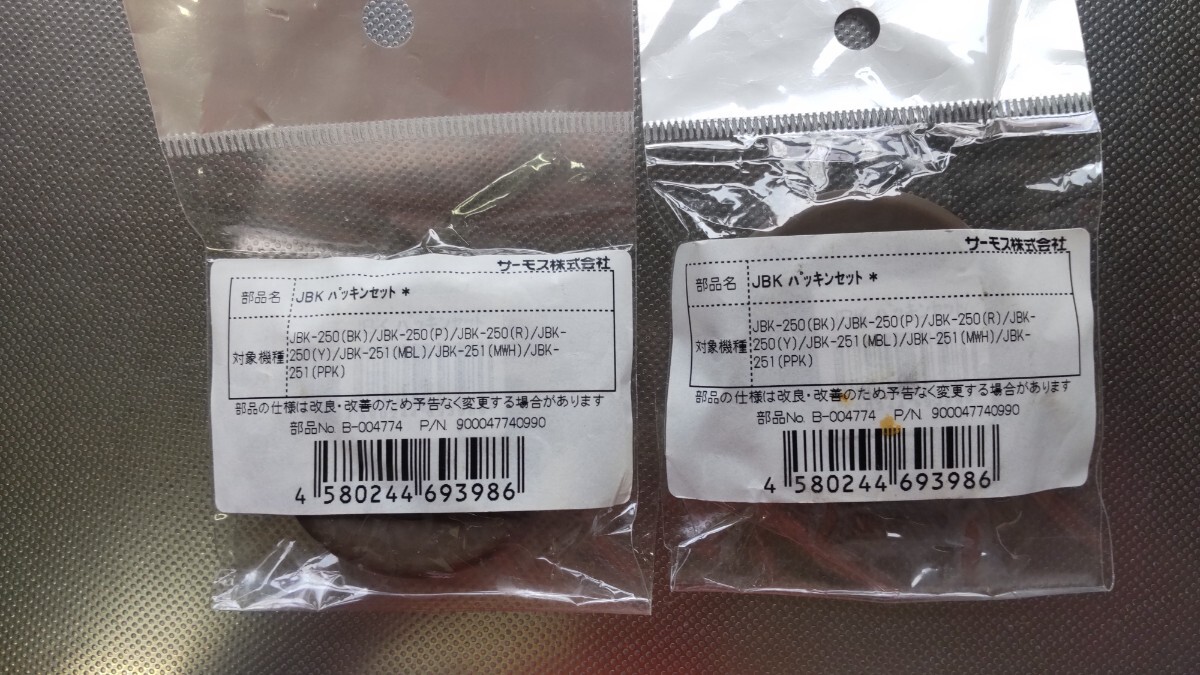 サーモス株式会社
部品名 JBK パッキンセット *
対象機種
JBK-250(BK)/JBK-250(P)/JBK-250(R)/JBK-
250(Y)/JBK-251(MBL)/JBK-251(MWH)/JBK-
251(PPK)
部品の仕様は改良・改善のため予告なく変更する場合があります
部品No. B-004774 P/N 900047740990
4 580244 693986
サーモス株式会社
部品名 JBK パッキンセット *
対象機種
JBK-250(BK)/JBK-250(P)/JBK-250(R)/JBK-
250(Y)/JBK-251(MBL)/JBK-251(MWH)/JBK-
251(PPK)
部品の仕様は改良・改善のため予告なく変更する場合があります
部品No. B-004774 P/N 900047740990
4 580244 693986